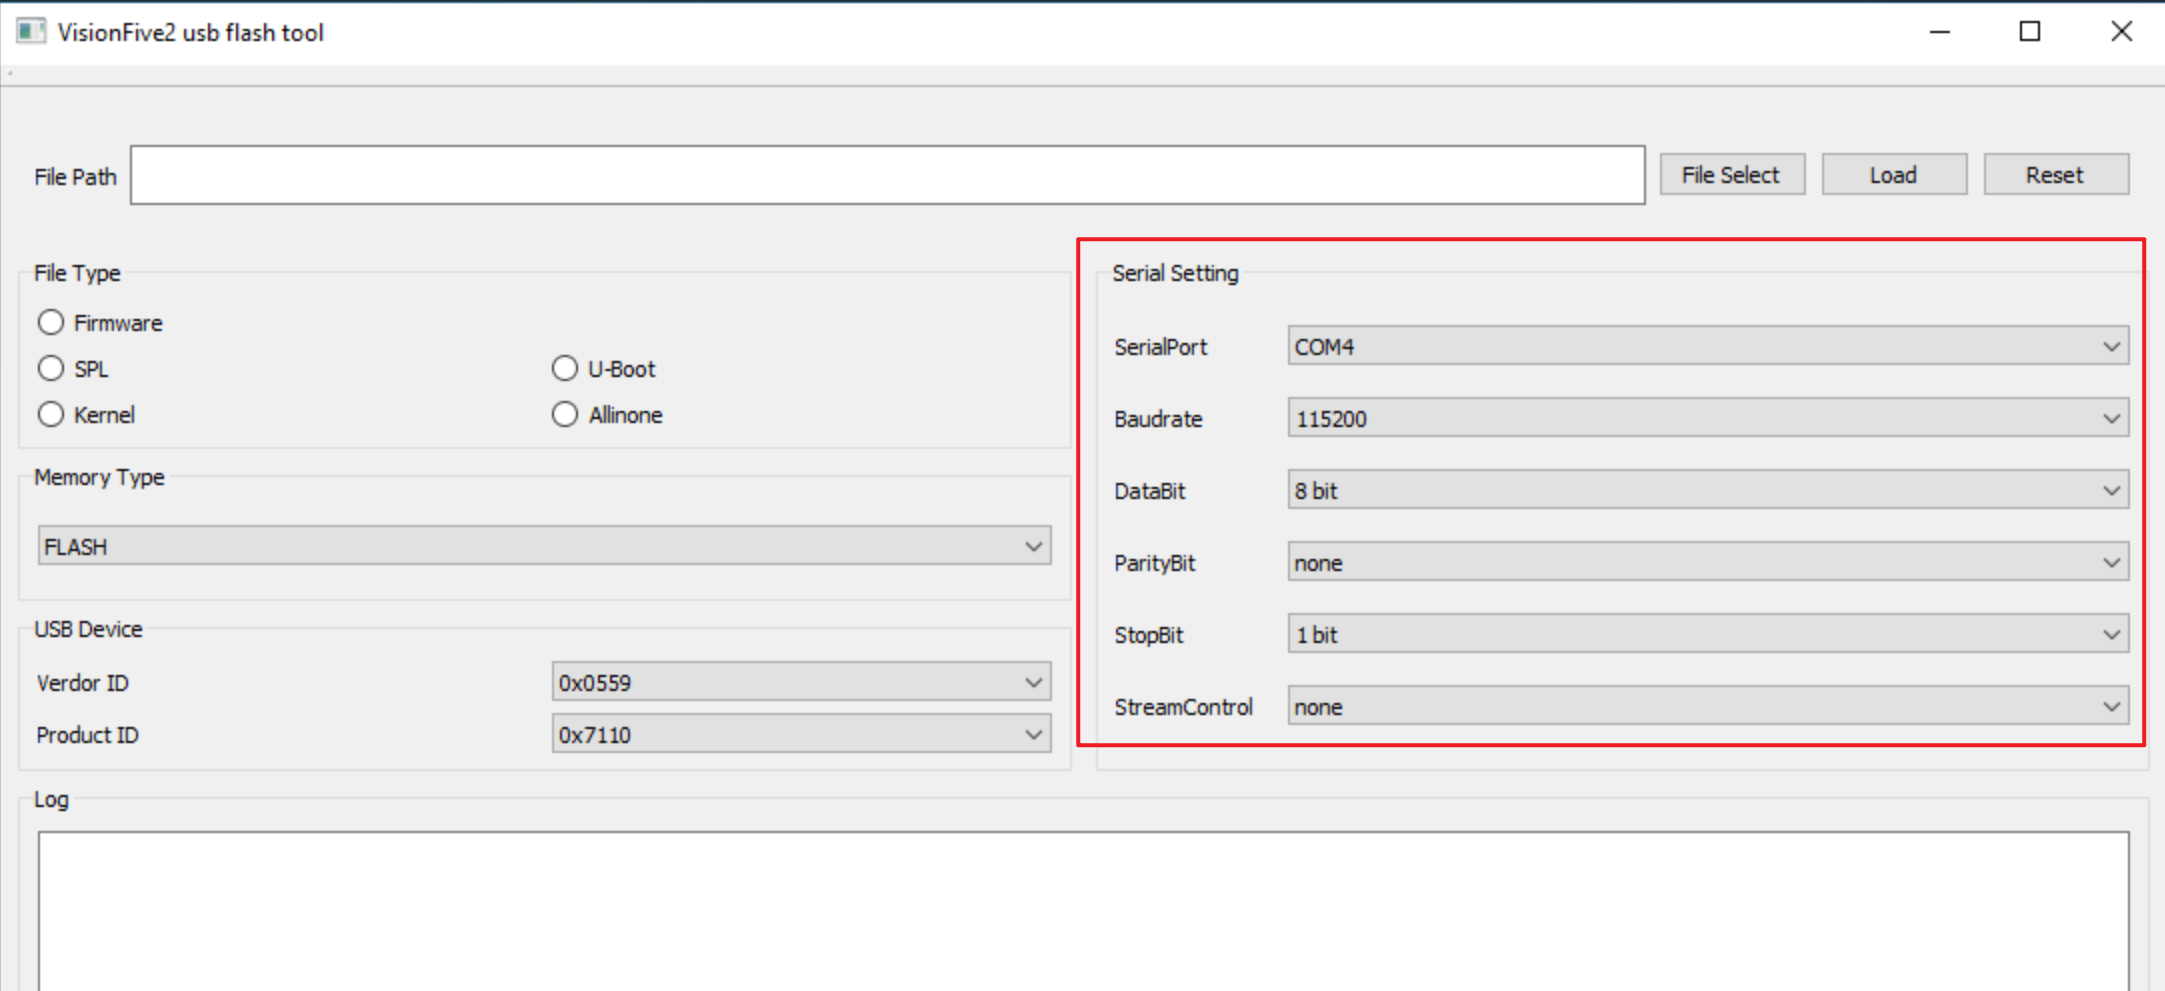 VisionFive2 usb flash tool
File Path
File Select
Load
Reset
File Type
Firmware
SPL
U-Boot
Kernel
Allinone
Memory Type
FLASH
USB Device
Verdor ID
0x0559
Product ID
0x7110
Serial Setting
SerialPort
COM4
Baudrate
115200
DataBit
8 bit
ParityBit
none
StopBit
1 bit
StreamControl
none
Log